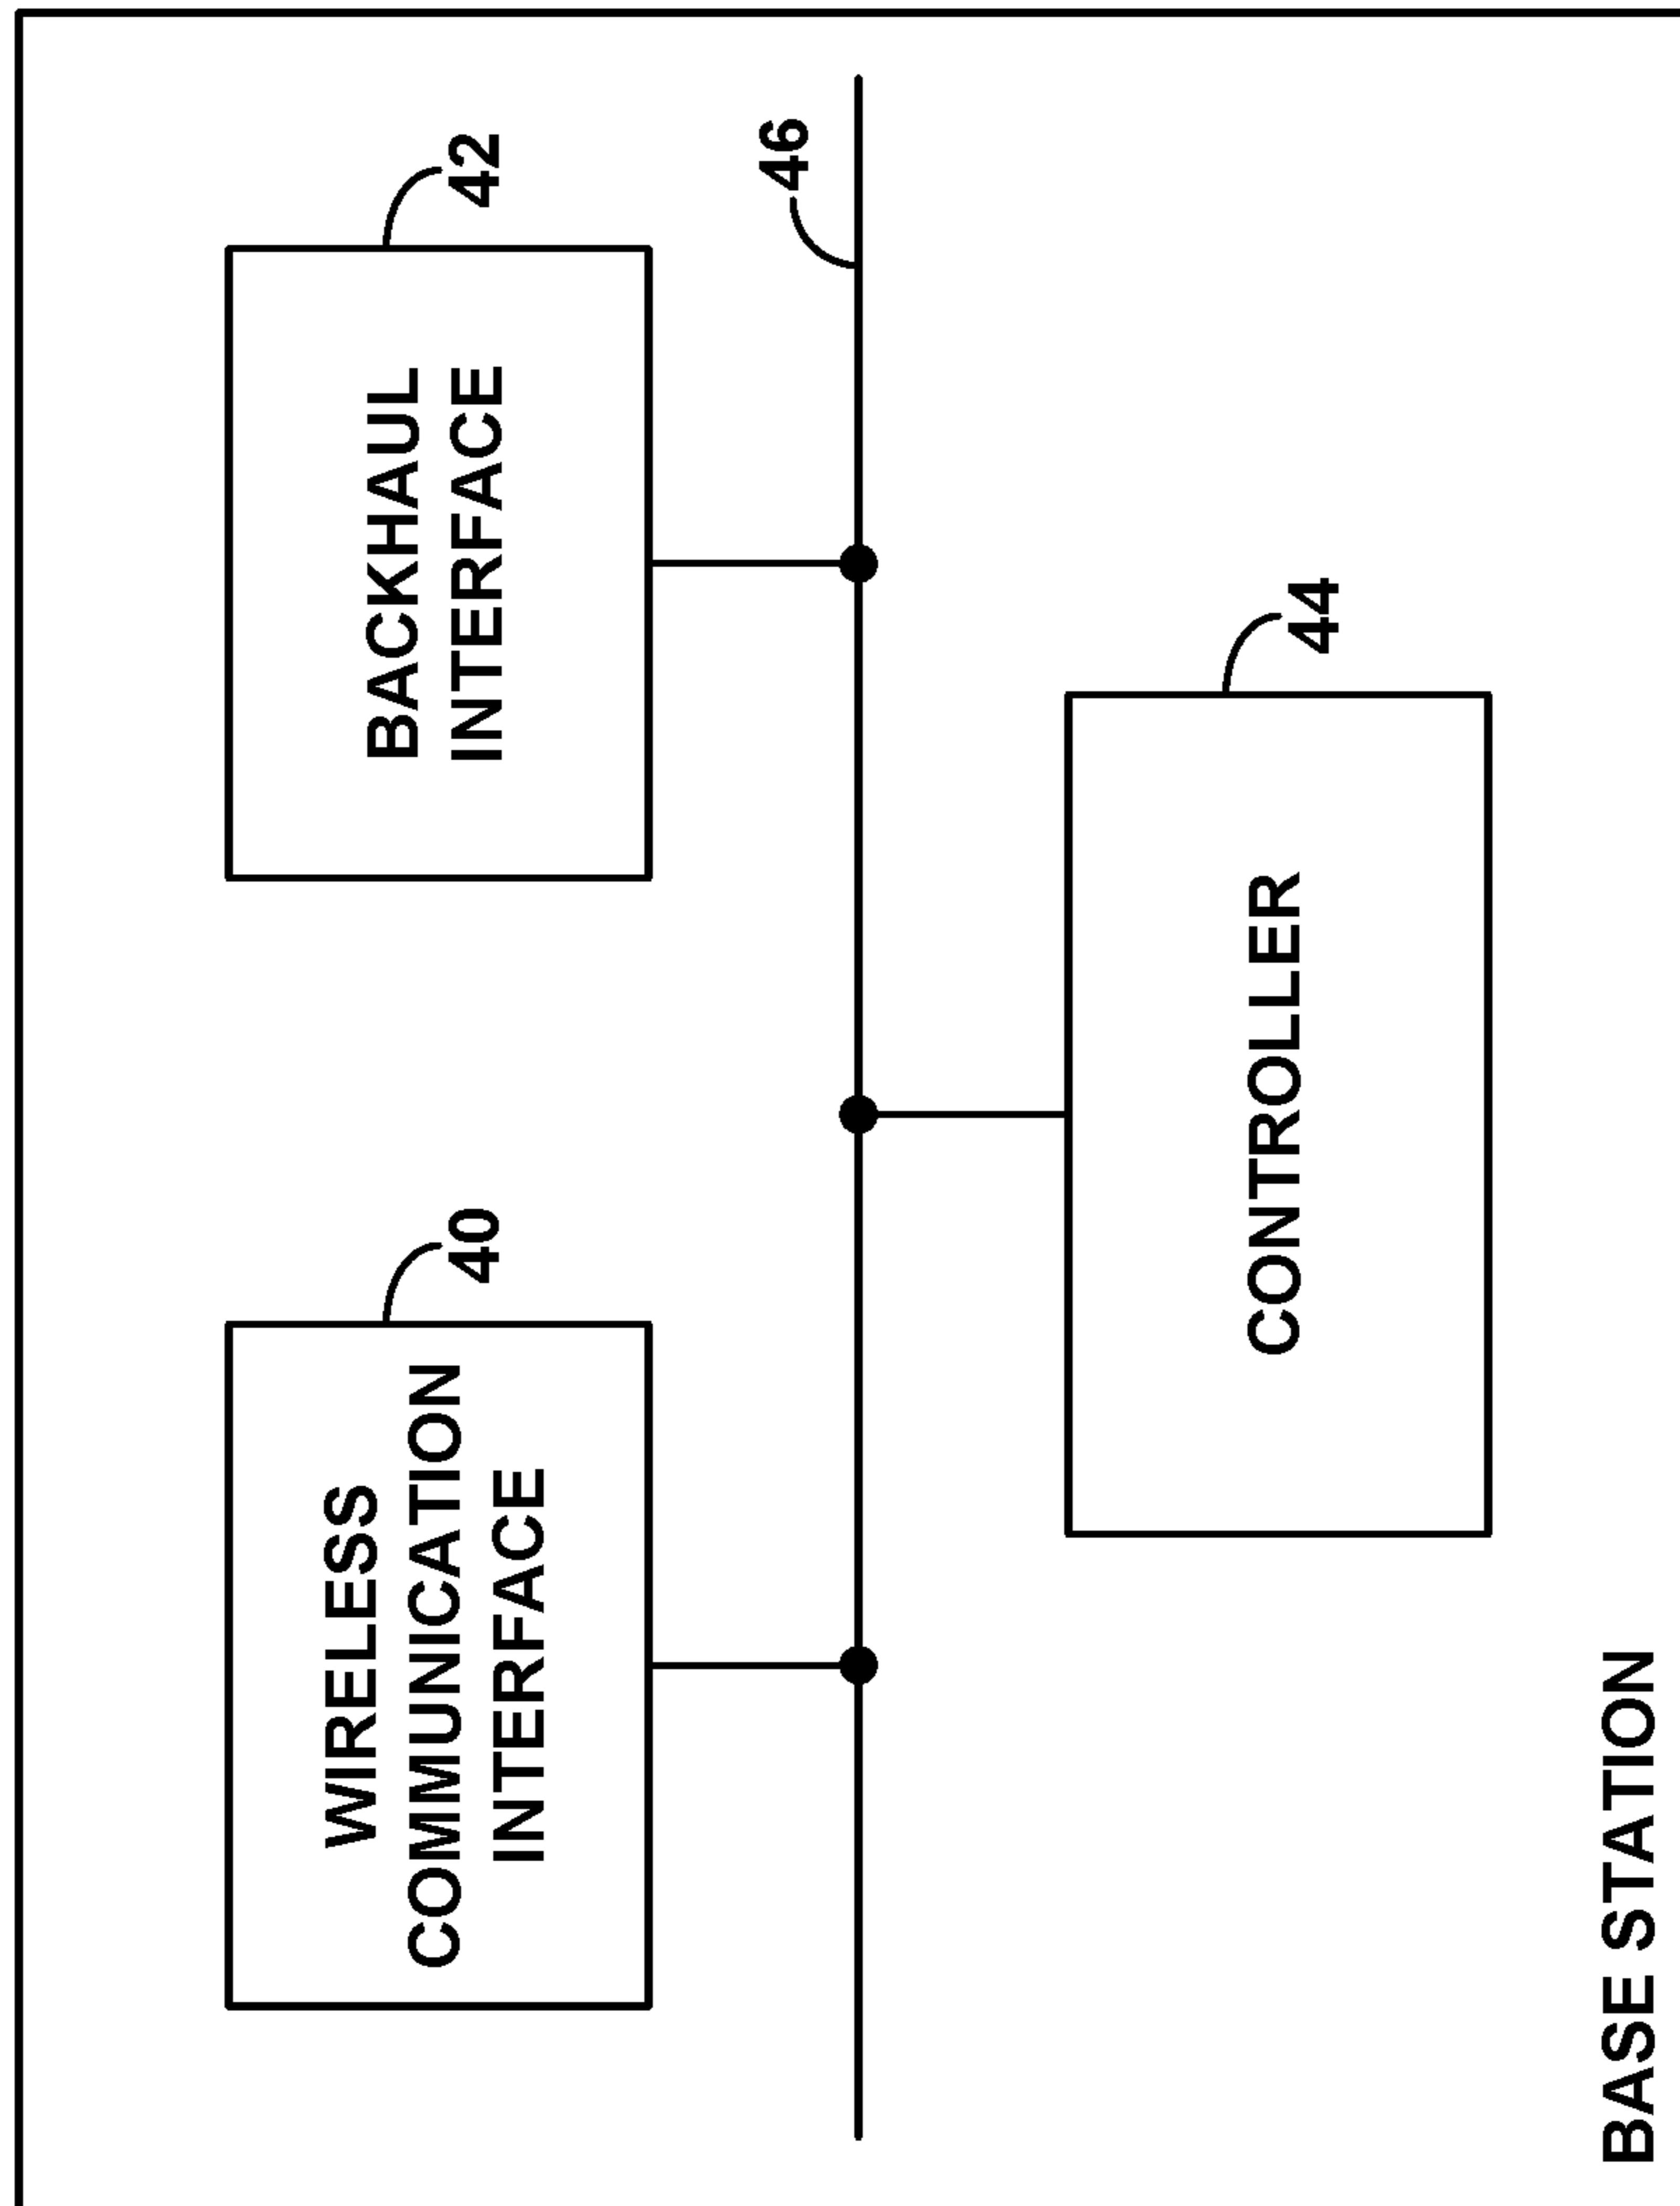 40
42
WIRELESS
COMMUNICATION
INTERFACE
BACKHAUL
INTERFACE
46
44
CONTROLLER
BASE STATION